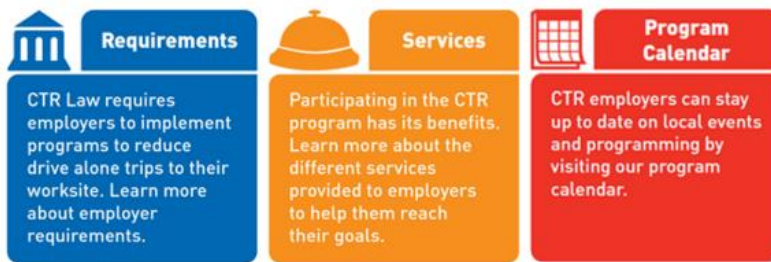 Requirements
CTR Law requires
employers to implement
programs to reduce
drive alone trips to their
worksite. Learn more
about employer
requirements.
Services
Participating in the CTR
program has its benefits.
Learn more about the
different services
provided to employers
to help them reach
their goals.
Program
Calendar
CTR employers can stay
up to date on local events
and programming by
visiting our program
calendar.